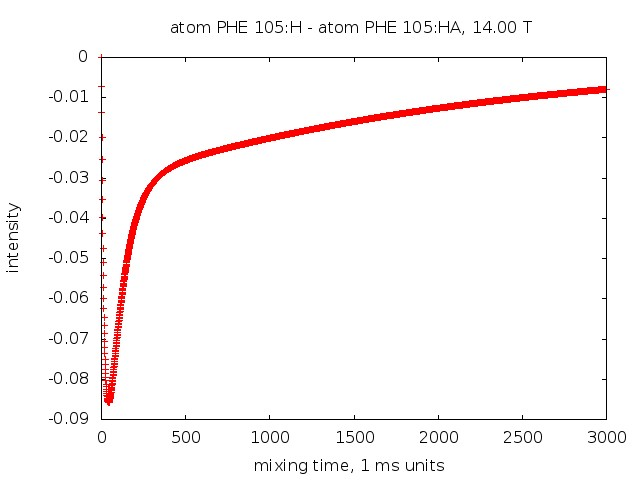 atom PHE 105:H - atom PHE 105:HA, 14.00 T
0
-0.01
-0.02
-0.03
-0.04
-0.05
-0.06
-0.07
-0.08
-0.09
intensity
0 500 1000 1500 2000 2500 3000
mixing time, 1 ms units